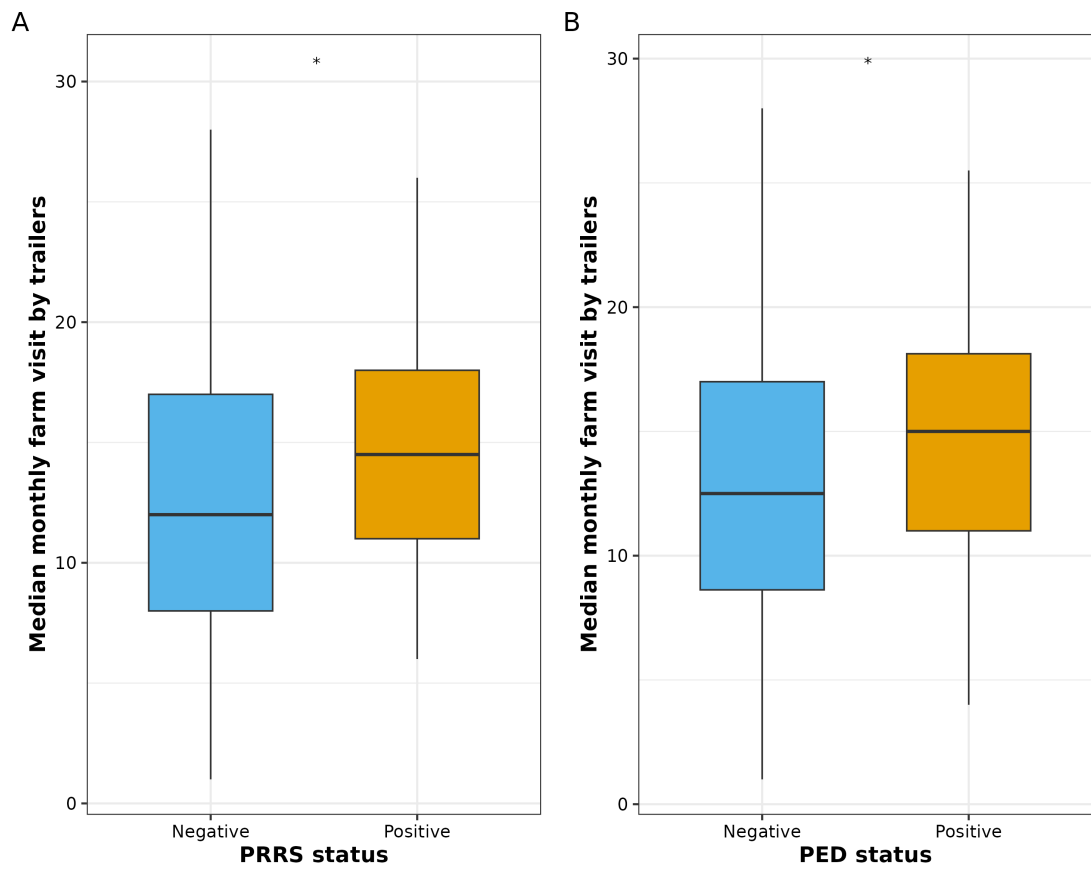 A
Median monthly farm visit by trailers
30
20
10
0
*
Negative
Positive
PRRS status
B
Median monthly farm visit by trailers
30
20
10
0
*
Negative
Positive
PED status